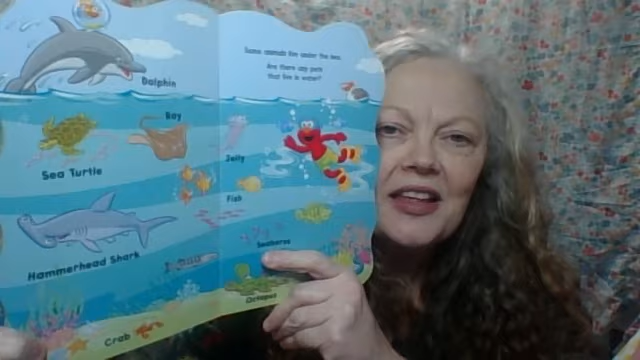 Some animals live under the sea.
Are there any pets
that live in water?
Dolphin
Ray
Sea Turtle
Jelly
Fish
Hammerhead Shark
Seahorse
Octopus
Crab